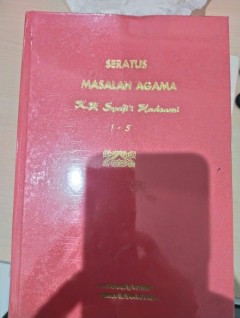 SERATUS
MASALAH AGAMA
K.H. Syafi'i Hadzami
1 - 5